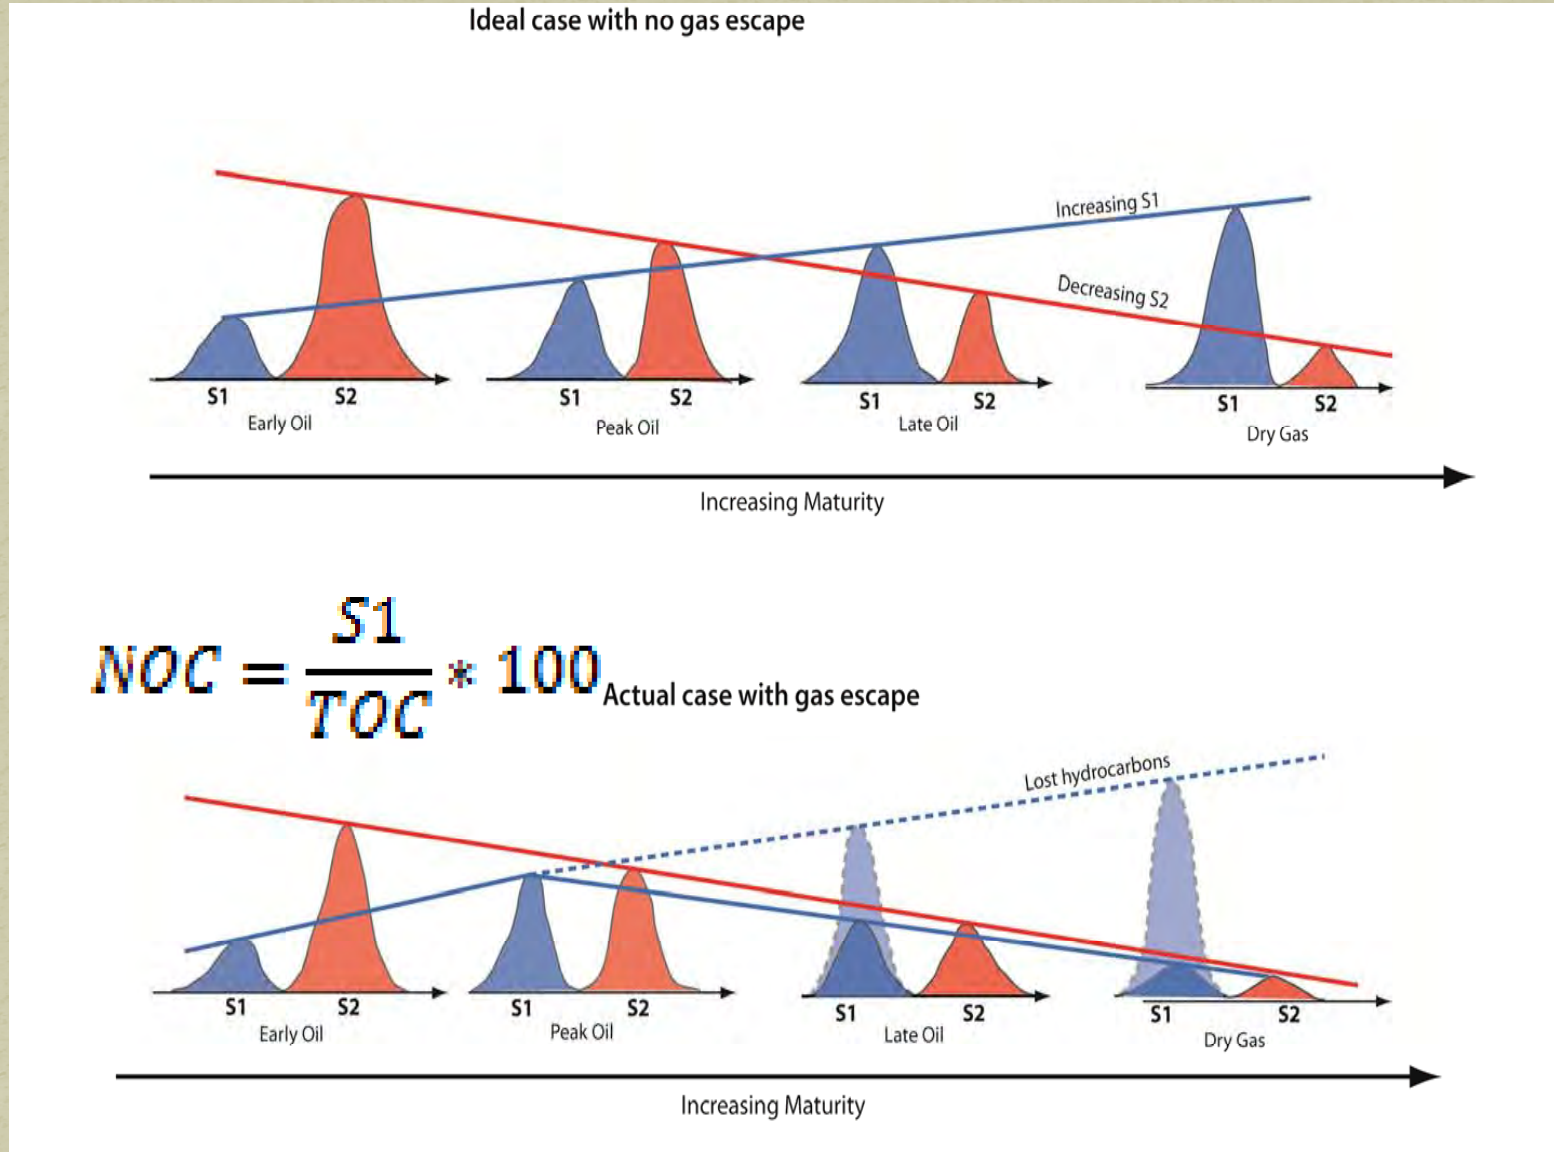 Ideal case with no gas escape
Increasing S1
Decreasing S2
S1 S2
Early Oil
S1 S2
Peak Oil
S1 S2
Late Oil
S1 S2
Dry Gas
Increasing Maturity
NOC = S1 / TOC * 100
Actual case with gas escape
Lost hydrocarbons
S1 S2
Early Oil
S1 S2
Peak Oil
S1 S2
Late Oil
S1 S2
Dry Gas
Increasing Maturity